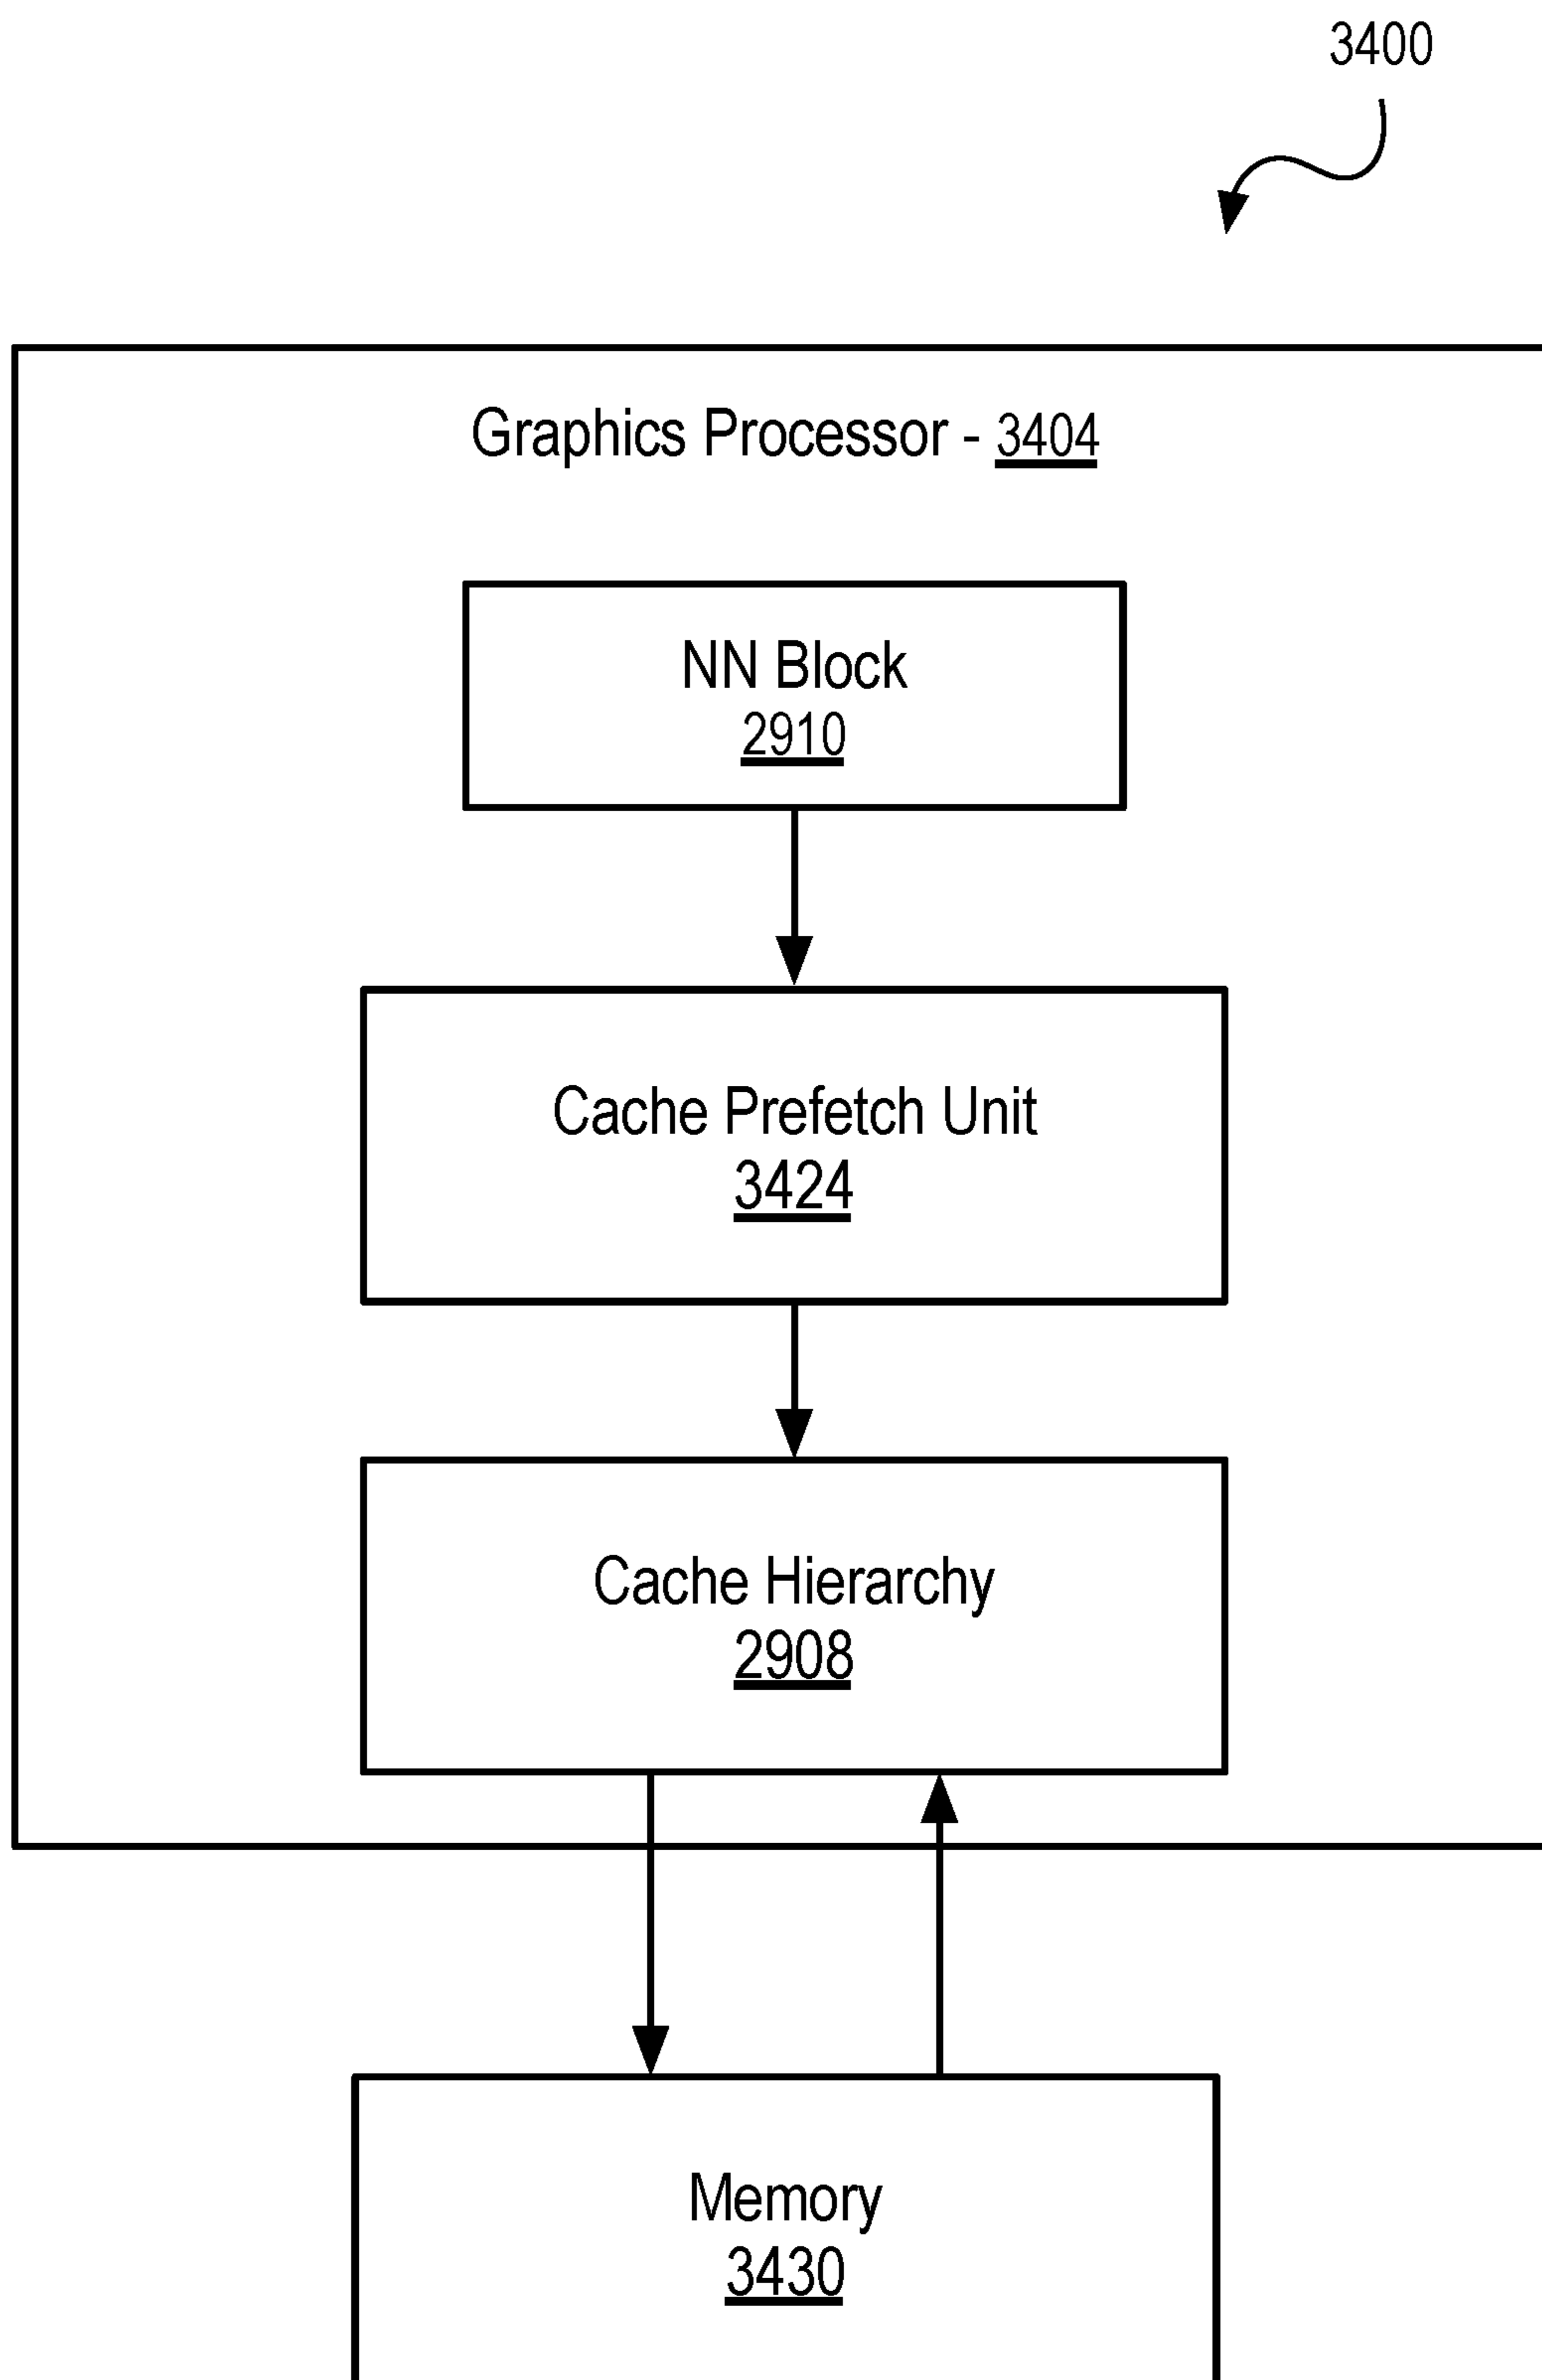 3400
Graphics Processor - 3404
NN Block
2910
Cache Prefetch Unit
3424
Cache Hierarchy
2908
Memory
3430